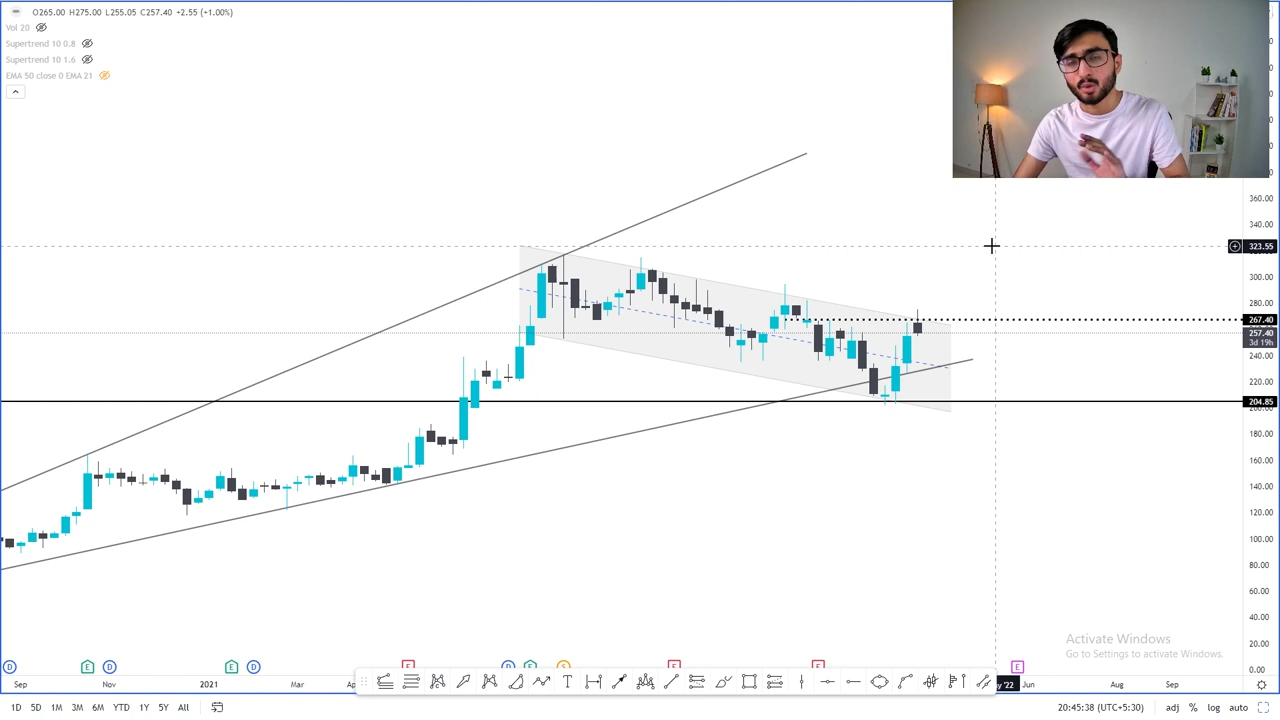 O265.00 H275.00 L255.05 C257.40 +2.55 (+1.00%)
Vol 20
Supertrend 10 0.8
Supertrend 10 1.6
EMA 50 close 0 EMA 21
360.00
340.00
323.55
300.00
280.00
267.40
257.40
3d 19h
240.00
220.00
204.85
200.00
180.00
160.00
140.00
120.00
100.00
80.00
60.00
40.00
20.00
0.00
Activate Windows
Go to Settings to activate Windows.
D E D E D E D E S E E E
Sep Nov 2021 Mar '22 Jun Aug Sep
1D 5D 1M 3M 6M YTD 1Y 5Y All 20:45:38 (UTC+5:30) adj % log auto